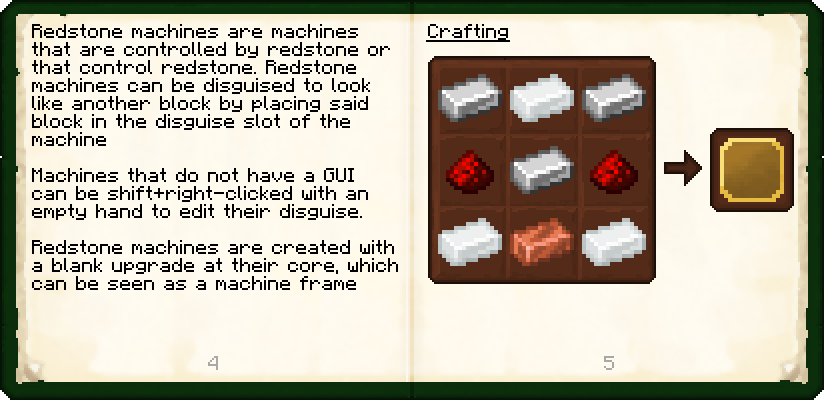 Redstone machines are machines
that are controlled by redstone or
that control redstone. Redstone
machines can be disguised to look
like another block by placing said
block in the disguise slot of the
machine
Machines that do not have a GUI
can be shift+right-clicked with an
empty hand to edit their disguise.
Redstone machines are created with
a blank upgrade at their core, which
can be seen as a machine frame
4
Crafting
5